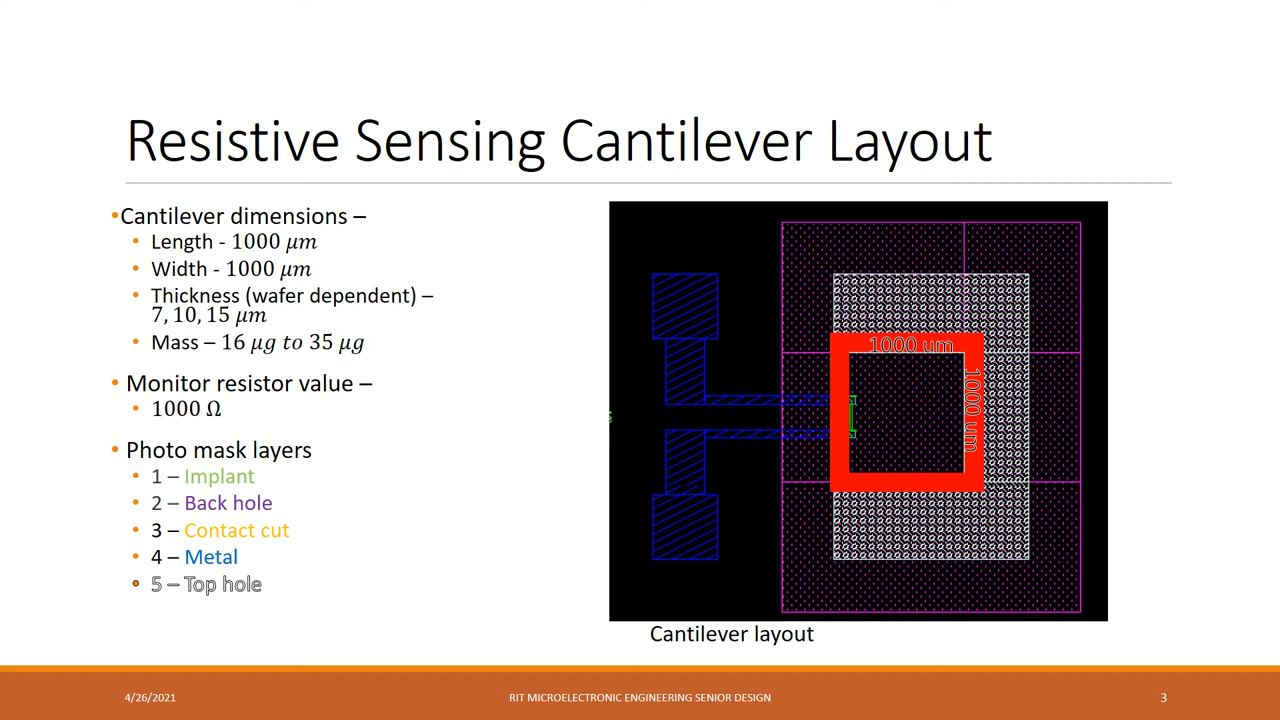 Resistive Sensing Cantilever Layout
•Cantilever dimensions –
• Length - 1000 μm
• Width - 1000 μm
• Thickness (wafer dependent) –
7, 10, 15 μm
• Mass – 16 μg to 35 μg
• Monitor resistor value –
• 1000 Ω
• Photo mask layers
• 1 – Implant
• 2 – Back hole
• 3 – Contact cut
• 4 – Metal
• 5 – Top hole
1000 um
1000 um
Cantilever layout
4/26/2021
RIT MICROELECTRONIC ENGINEERING SENIOR DESIGN
3